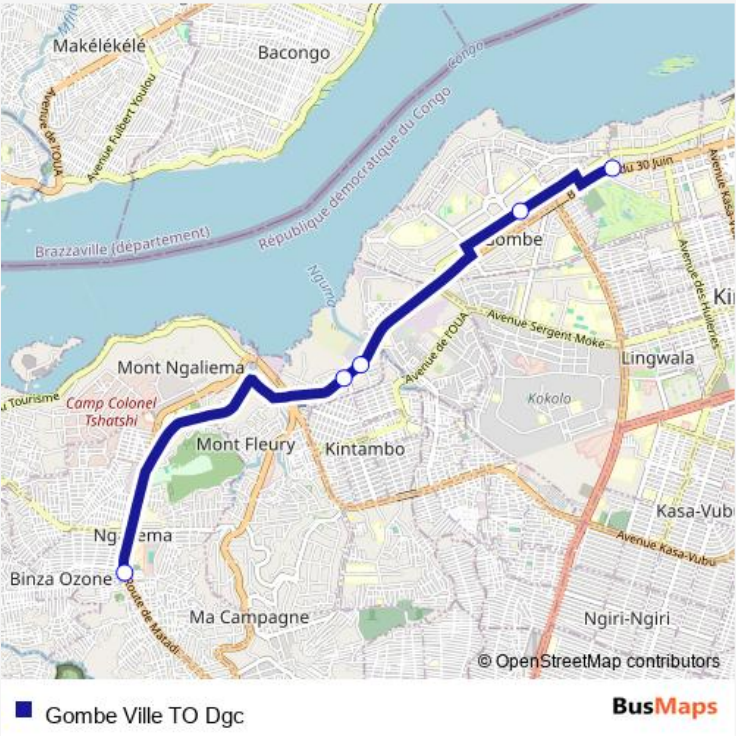 Makélékélé
Bacongo
Congo
Avenue de l'OUA
Avenue Fulbert Youlou
République démocratique du Congo
Brazzaville (département)
du 30 Juin
B
Gombe
Avenue Kasa-Vu
Avenue des Huileries
Ki
Avenue Sergent Moke
Avenue de l'OUA
Lingwala
Mont Ngaliema
u Tourisme
Camp Colonel
Tshatshi
Kokolo
Mont Fleury
Kintambo
Kasa-Vubu
Avenue Kasa-Vubu
Binza Ozone
Route de Matadi
Ma Campagne
Ngiri-Ngiri
© OpenStreetMap contributors
Gombe Ville TO Dgc
BusMaps